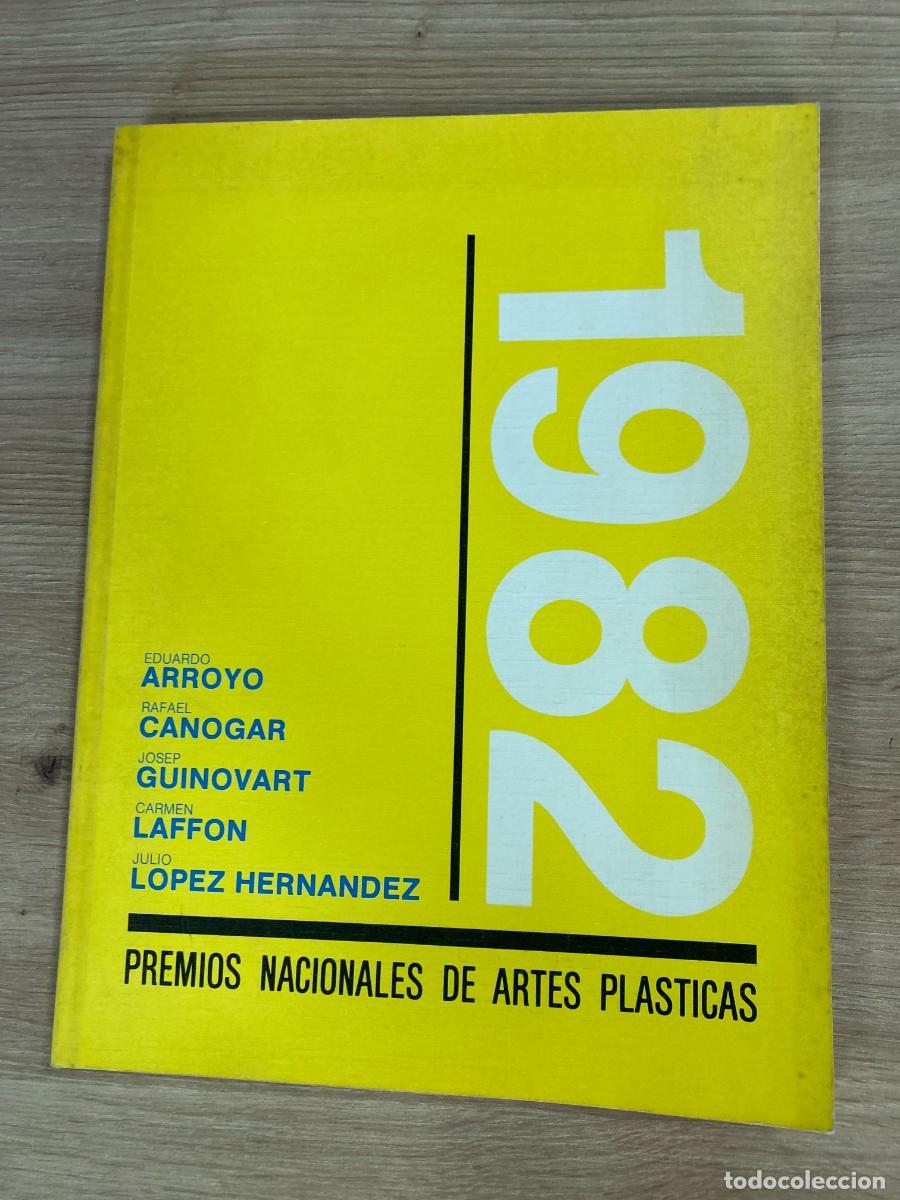 1982
EDUARDO
ARROYO
RAFAEL
CANOGAR
JOSEP
GUINOVART
CARMEN
LAFFON
JULIO
LOPEZ HERNANDEZ
PREMIOS NACIONALES DE ARTES PLASTICAS
todocoleccion